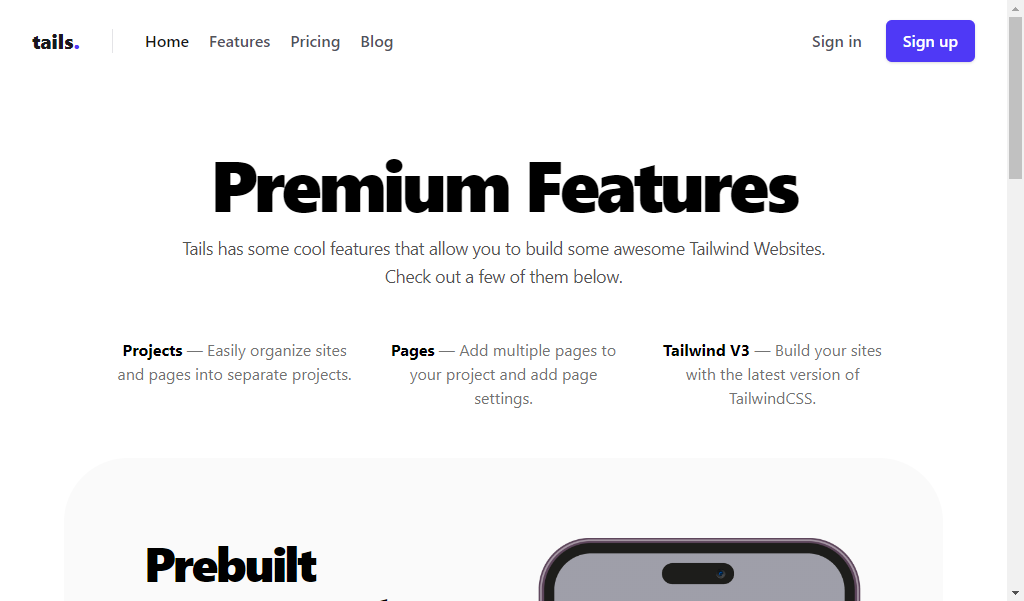 tails.
Home Features Pricing Blog
Sign in Sign up
Premium Features
Tails has some cool features that allow you to build some awesome Tailwind Websites.
Check out a few of them below.
Projects — Easily organize sites
and pages into separate projects.
Pages — Add multiple pages to
your project and add page
settings.
Tailwind V3 — Build your sites
with the latest version of
TailwindCSS.
Prebuilt